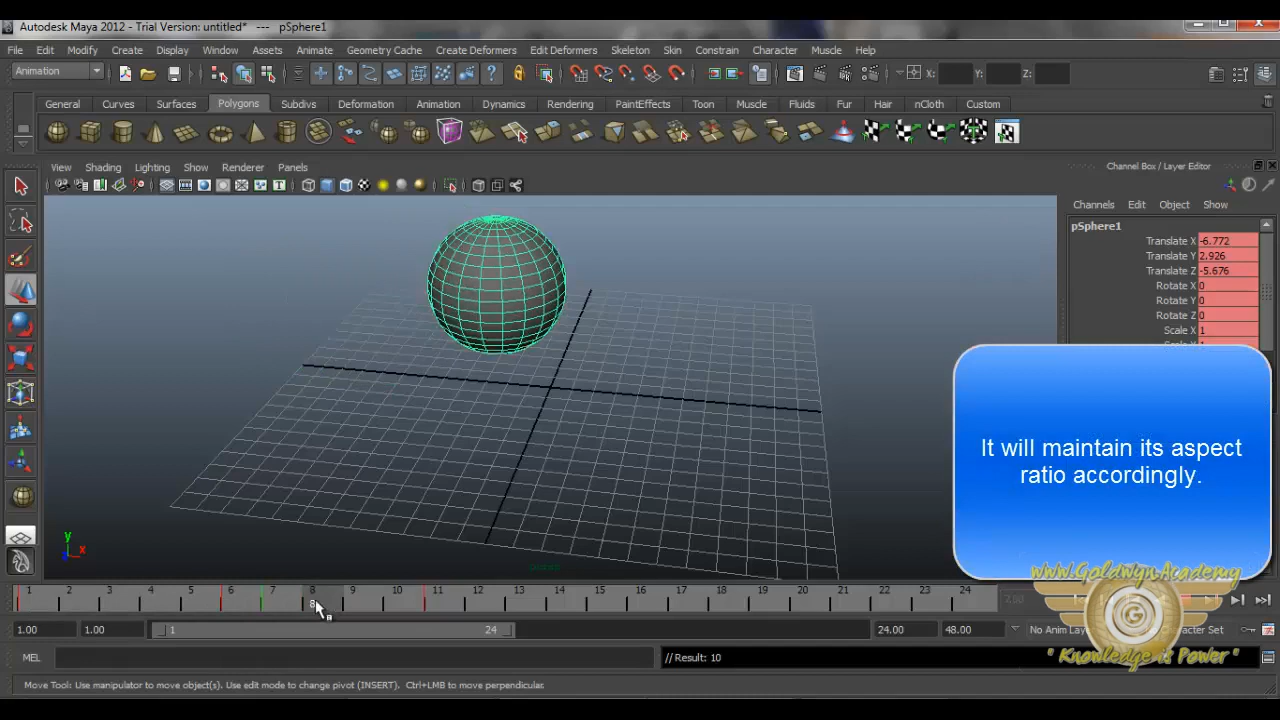 Autodesk Maya 2012 - Trial Version: untitled* --- pSphere1
File Edit Modify Create Display Window Assets Animate Geometry Cache Create Deformers Edit Deformers Skeleton Skin Constrain Character Muscle Help
Animation X: Y: Z:
General Curves Surfaces Polygons Subdivs Deformation Animation Dynamics Rendering PaintEffects Toon Muscle Fluids Fur Hair nCloth Custom
View Shading Lighting Show Renderer Panels
Channel Box / Layer Editor
Channels Edit Object Show
pSphere1
Translate X -6.772
Translate Y 2.926
Translate Z -5.676
Rotate X 0
Rotate Y 0
Rotate Z 0
Scale X 1
It will maintain its aspect
ratio accordingly.
y
x
www.GoldwynAcademy
1 2 3 4 5 6 7 8 9 10 11 12 13 14 15 16 17 18 19 20 21 22 23 24
8
1.00 1.00 1 24 24.00 48.00 No Anim Lay
cter Set
G
" Knowledge is Power "
MEL // Result: 10
Move Tool: Use manipulator to move object(s). Use edit mode to change pivot (INSERT). Ctrl+LMB to move perpendicular.